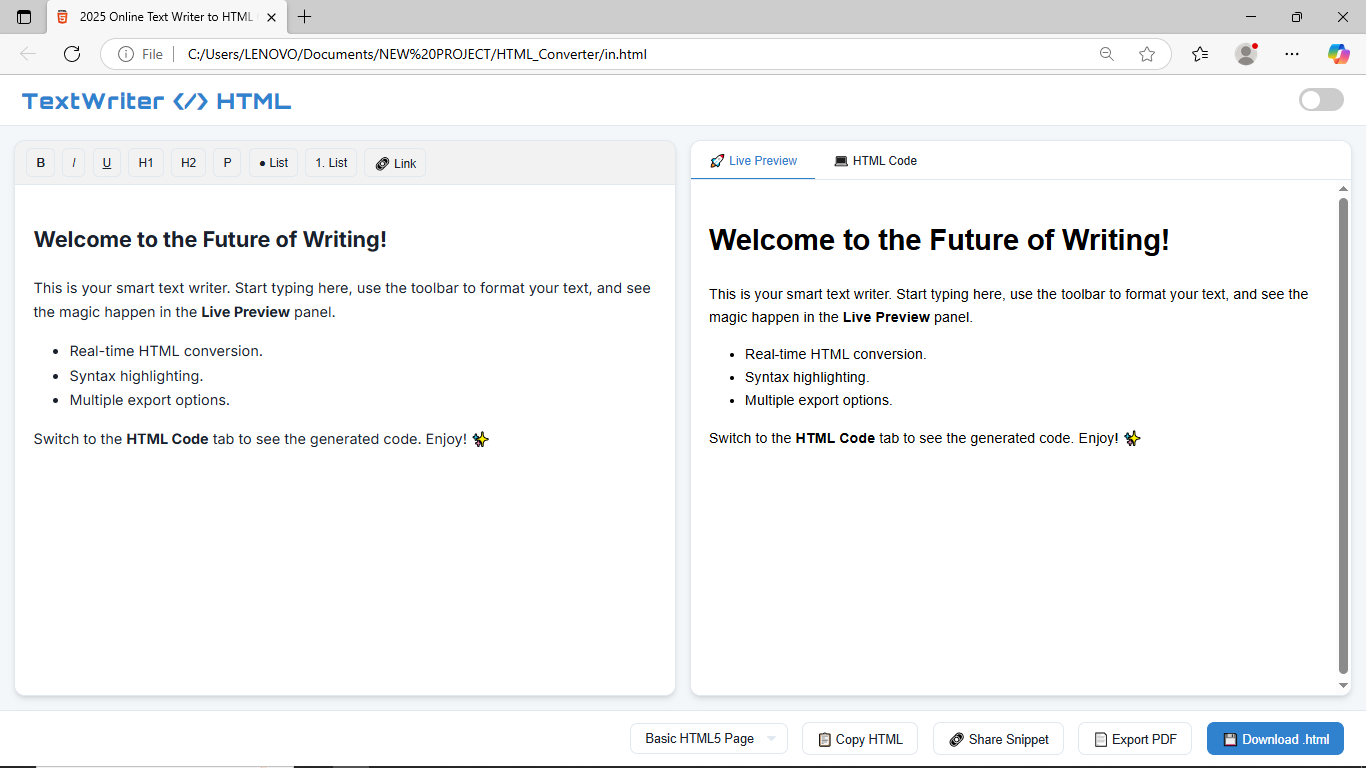 2025 Online Text Writer to HTML
File
C:/Users/LENOVO/Documents/NEW%20PROJECT/HTML_Converter/in.html
TextWriter </> HTML
B I U H1 H2 P ● List 1. List Link
Welcome to the Future of Writing!
This is your smart text writer. Start typing here, use the toolbar to format your text, and see
the magic happen in the Live Preview panel.
• Real-time HTML conversion.
• Syntax highlighting.
• Multiple export options.
Switch to the HTML Code tab to see the generated code. Enjoy! ✨
🚀 Live Preview 💻 HTML Code
Welcome to the Future of Writing!
This is your smart text writer. Start typing here, use the toolbar to format your text, and see the
magic happen in the Live Preview panel.
• Real-time HTML conversion.
• Syntax highlighting.
• Multiple export options.
Switch to the HTML Code tab to see the generated code. Enjoy! ✨
Basic HTML5 Page 📋 Copy HTML 🔗 Share Snippet 📄 Export PDF 💾 Download .html